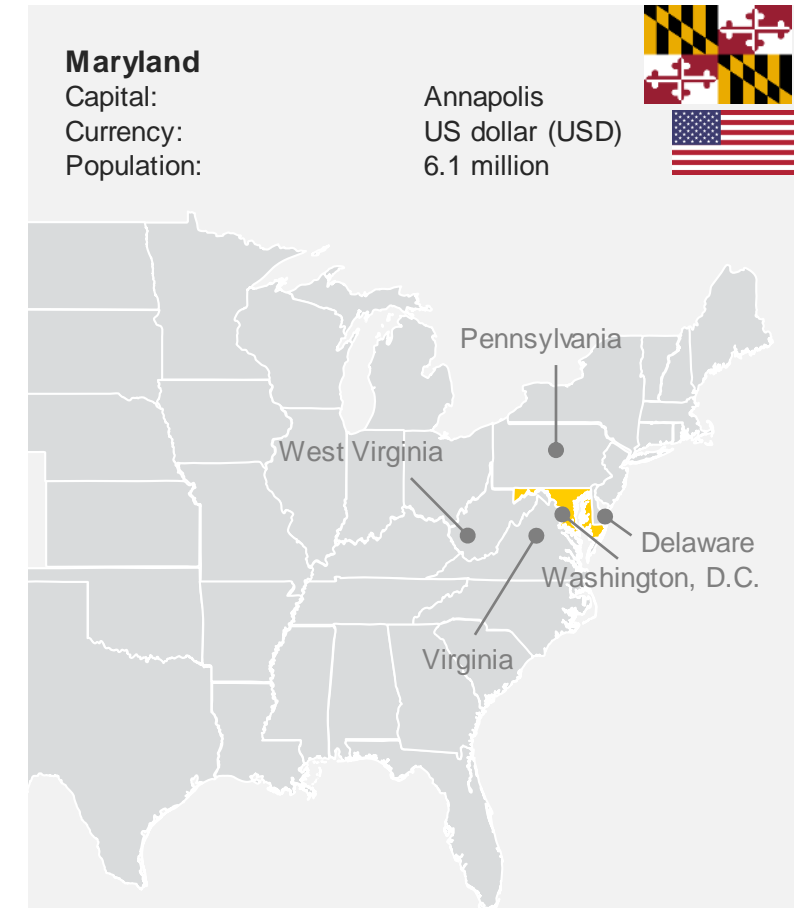 Maryland
Capital: Annapolis
Currency: US dollar (USD)
Population: 6.1 million
Pennsylvania
West Virginia
Delaware
Washington, D.C.
Virginia